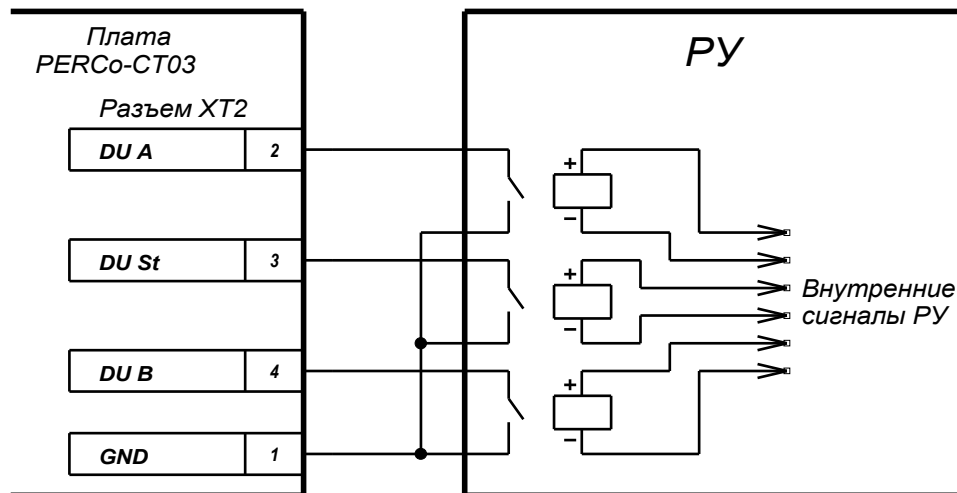 Плата
PERCo-CT03
РУ
Разъем XT2
DU A 2
+
–
DU St 3
+
–
Внутренние
сигналы РУ
DU B 4
+
–
GND 1